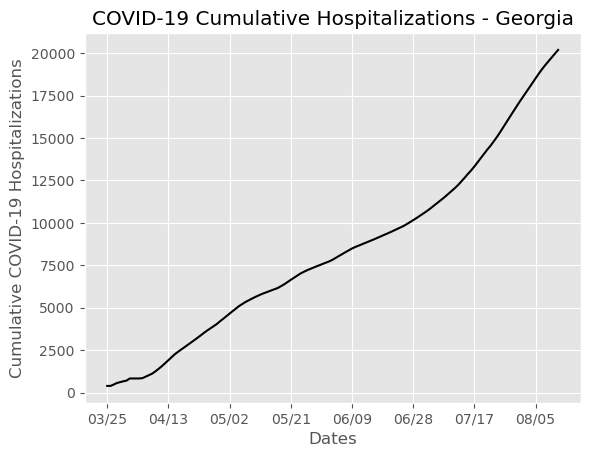 COVID-19 Cumulative Hospitalizations - Georgia
20000
17500
15000
12500
10000
7500
5000
2500
0
Cumulative COVID-19 Hospitalizations
03/25 04/13 05/02 05/21 06/09 06/28 07/17 08/05
Dates